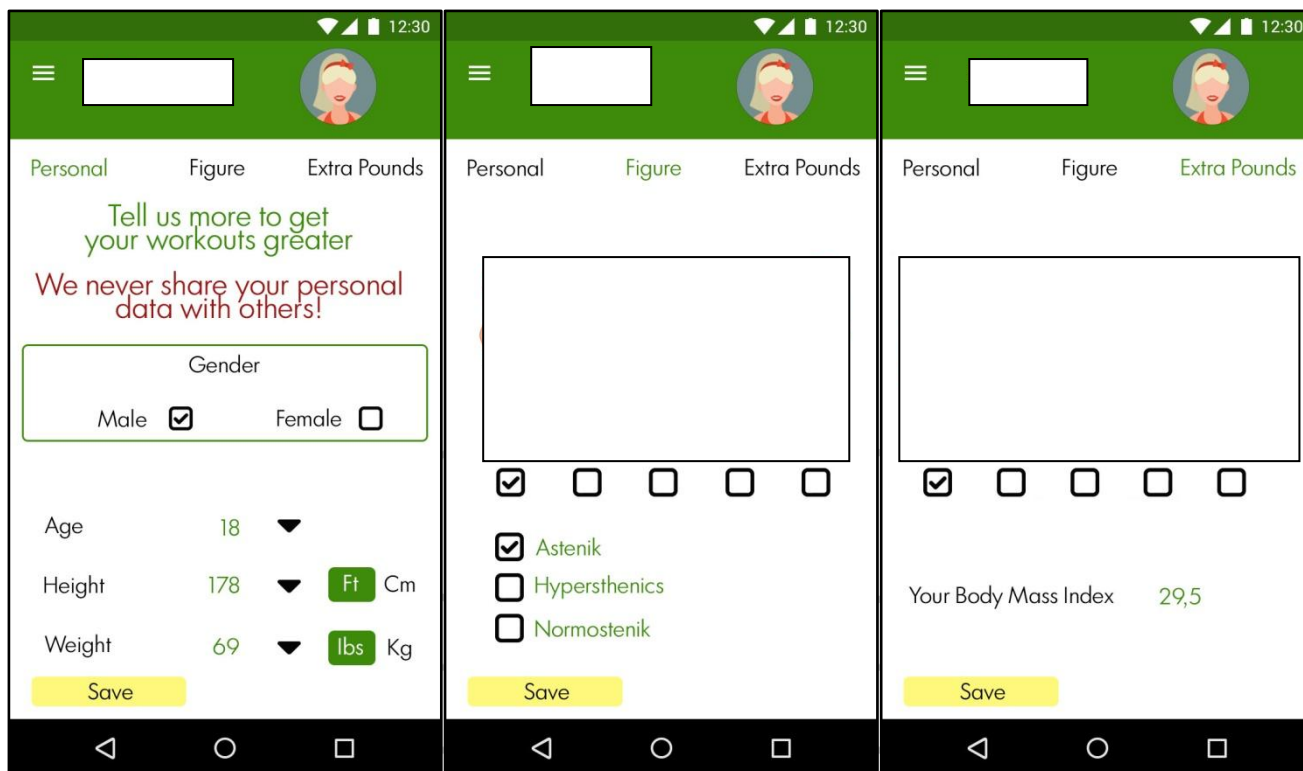 12:30
Personal Figure Extra Pounds
Tell us more to get
your workouts greater
We never share your personal
data with others!
Gender
Male Female
Age 18
Height 178 Ft Cm
Weight 69 lbs Kg
Save
12:30
Personal Figure Extra Pounds
Astenik
Hypersthenics
Normostenik
Save
12:30
Personal Figure Extra Pounds
Your Body Mass Index 29,5
Save